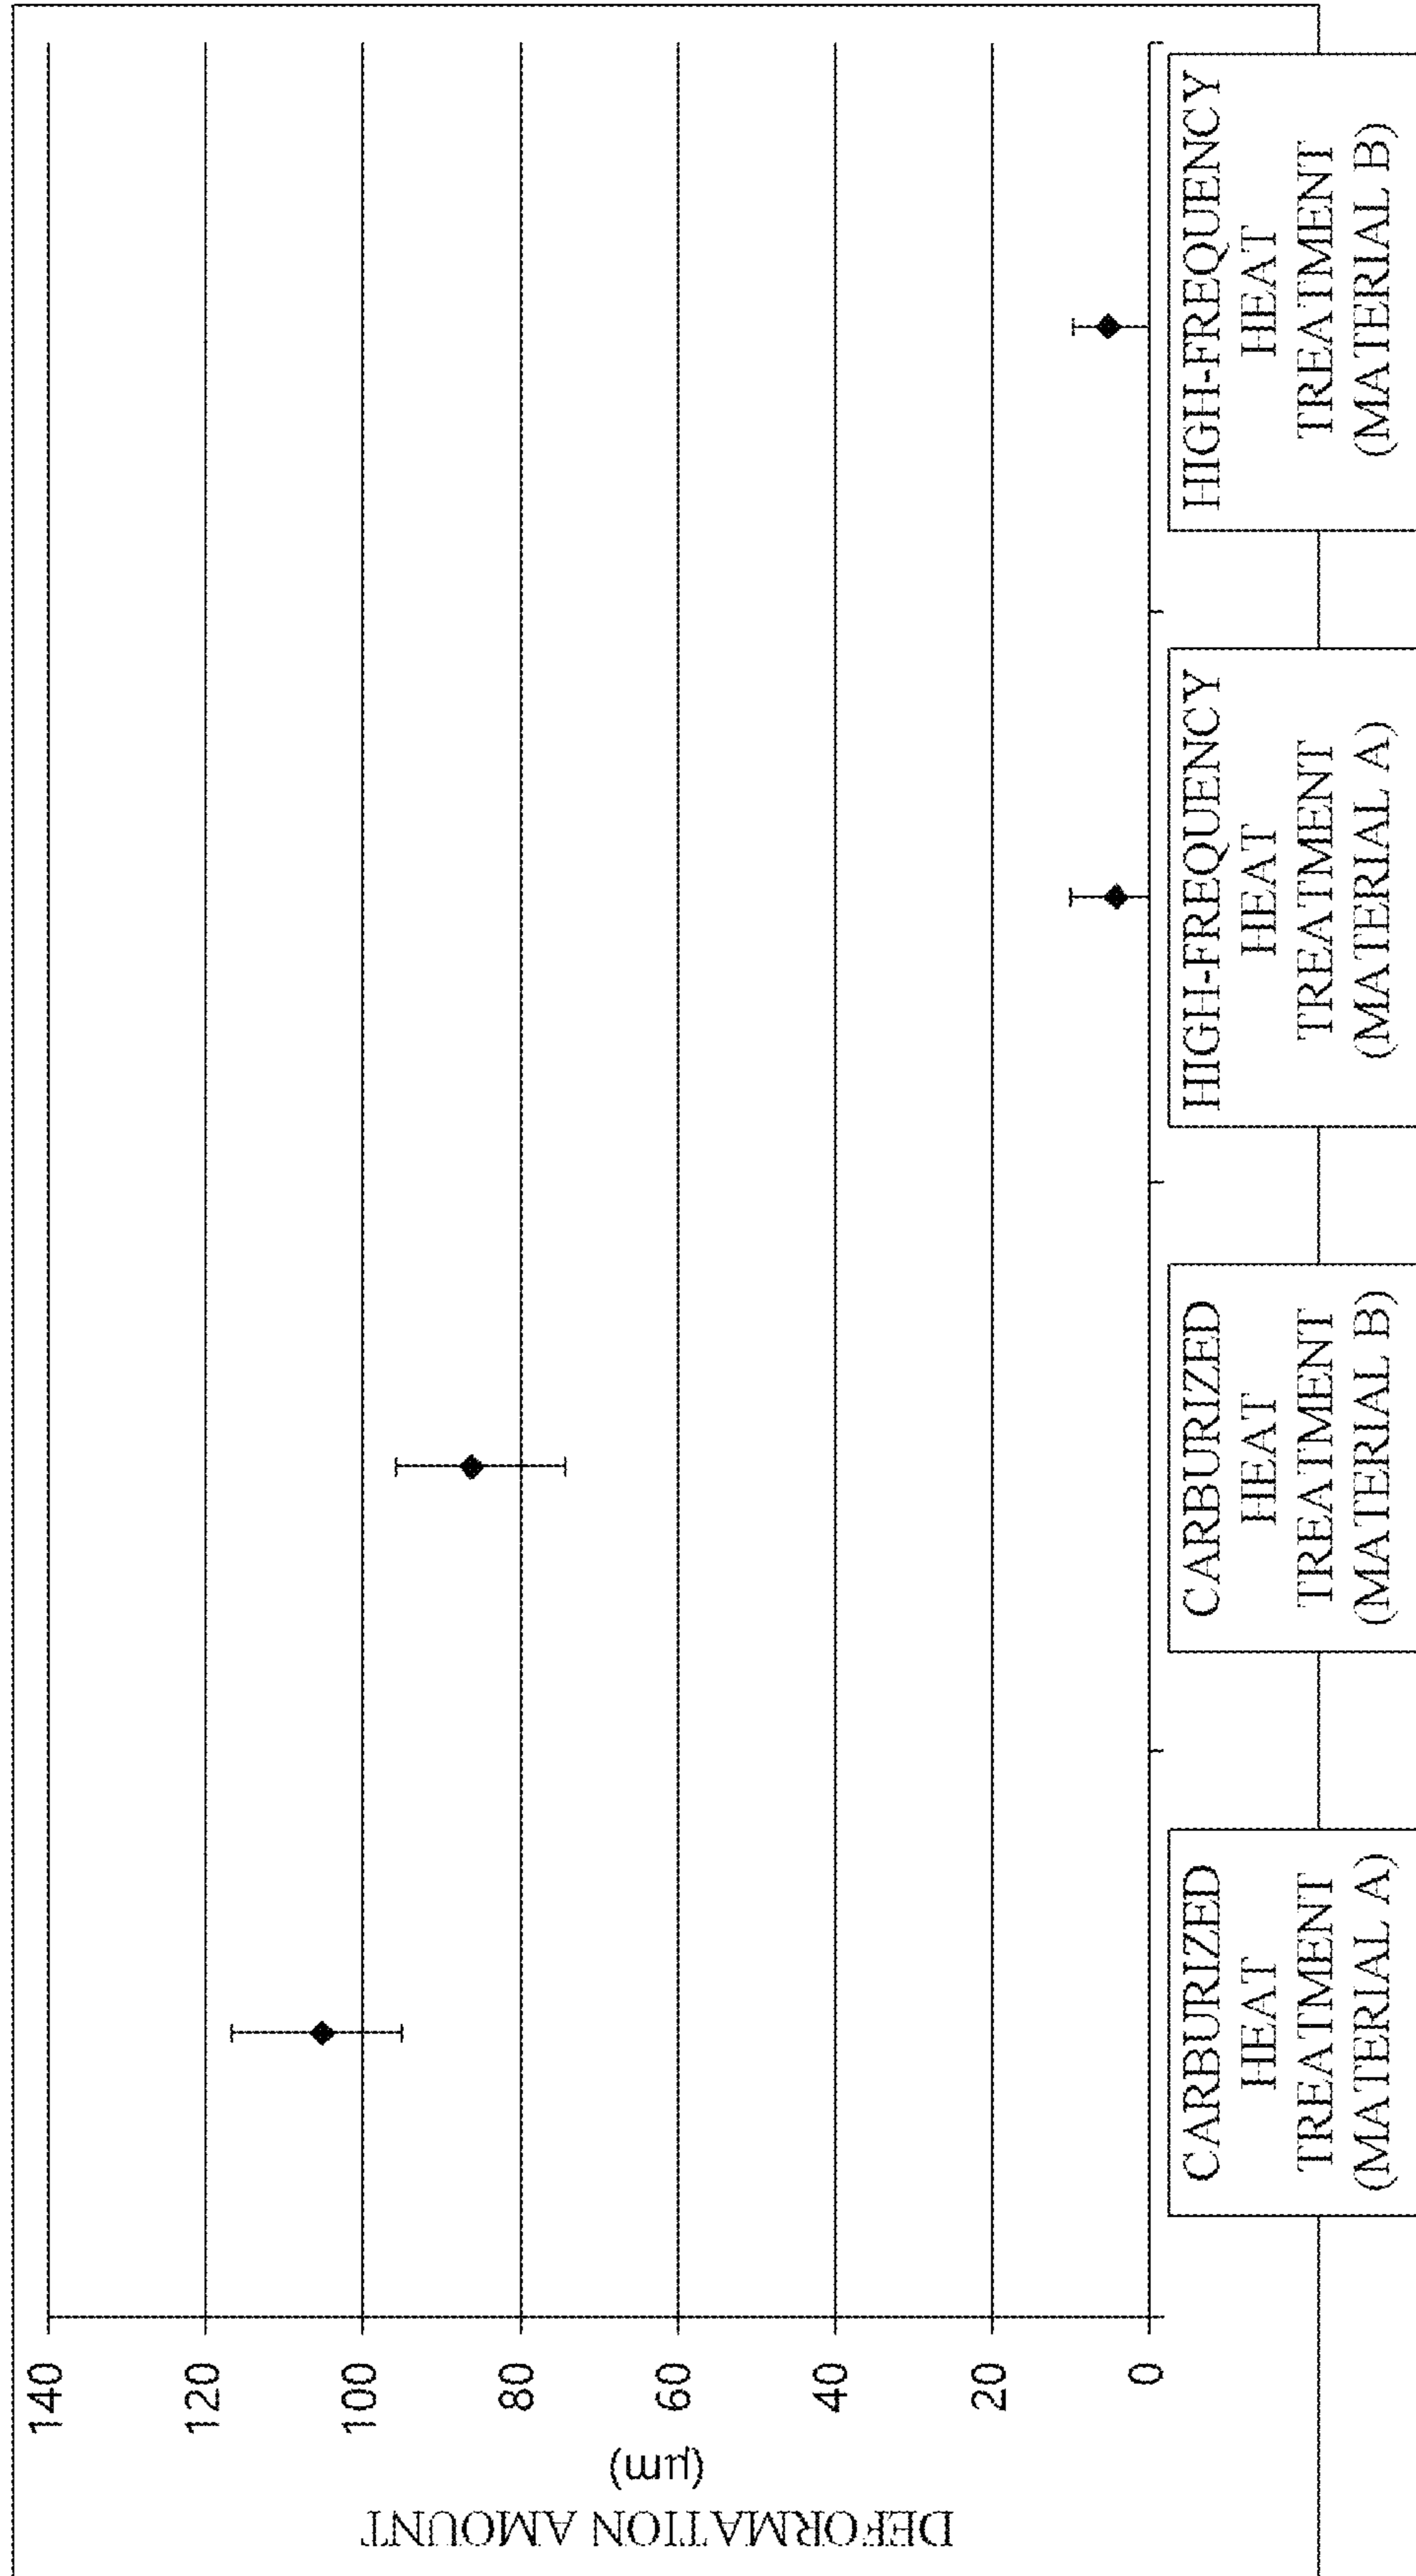 DEFORMATION AMOUNT
(μm)
140
120
100
80
60
40
20
0
CARBURIZED
HEAT
TREATMENT
(MATERIAL A)
CARBURIZED
HEAT
TREATMENT
(MATERIAL B)
HIGH-FREQUENCY
HEAT
TREATMENT
(MATERIAL A)
HIGH-FREQUENCY
HEAT
TREATMENT
(MATERIAL B)